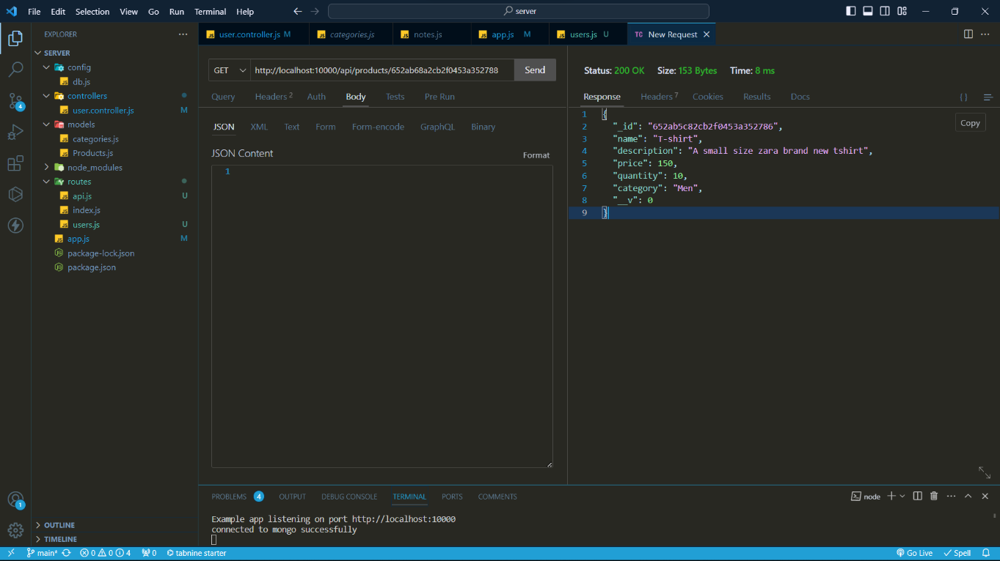 File Edit Selection View Go Run Terminal Help
server
EXPLORER
SERVER
config
db.js
controllers
user.controller.js M
models
categories.js
Products.js
node_modules
routes
api.js U
index.js
users.js U
app.js M
package-lock.json
package.json
OUTLINE
TIMELINE
4
1
user.controller.js M categories.js notes.js app.js M users.js U TC New Request
GET http://localhost:10000/api/products/652ab68a2cb2f0453a352788 Send
Query Headers 2 Auth Body Tests Pre Run
JSON XML Text Form Form-encode GraphQL Binary
JSON Content
Format
1
Status: 200 OK Size: 153 Bytes Time: 8 ms
Response Headers 7 Cookies Results Docs { }
Copy
1 {
2 "_id": "652ab5c82cb2f0453a352786",
3 "name": "T-shirt",
4 "description": "A small size zara brand new tshirt",
5 "price": 150,
6 "quantity": 10,
7 "category": "Men",
8 "__v": 0
9 }
PROBLEMS 4 OUTPUT DEBUG CONSOLE TERMINAL PORTS COMMENTS
node
Example app listening on port http://localhost:10000
connected to mongo successfully
main* 0 0 4 0 tabnine starter Go Live Spell